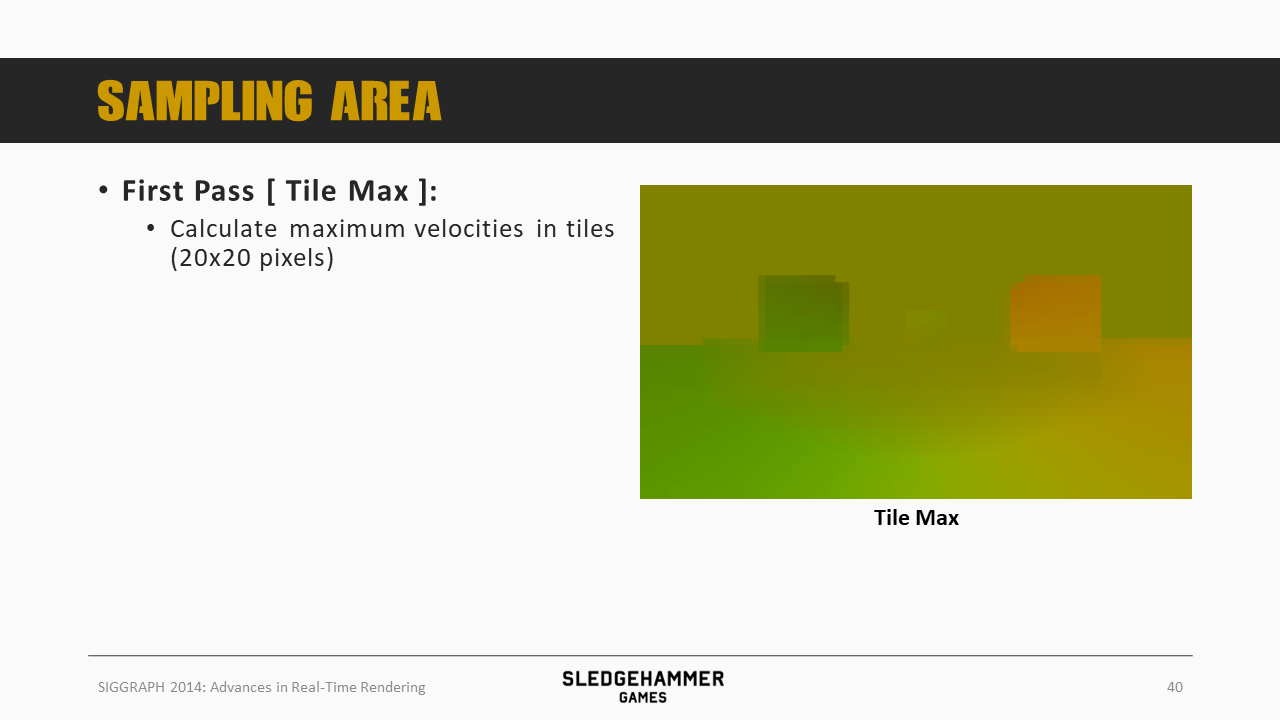 SAMPLING AREA
• First Pass [ Tile Max ]:
• Calculate maximum velocities in tiles
(20x20 pixels)
Tile Max
SIGGRAPH 2014: Advances in Real-Time Rendering
SLEDGEHAMMER
GAMES
40